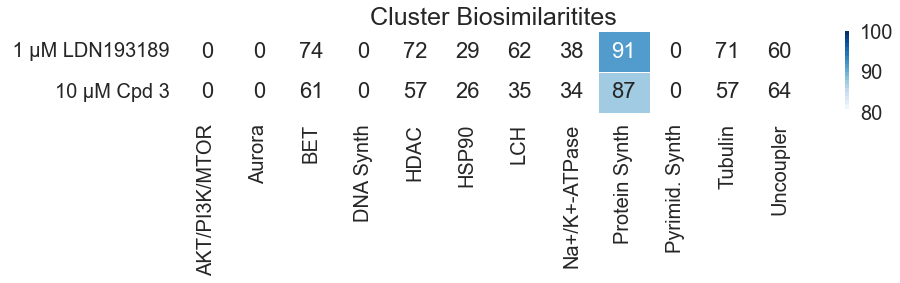 Cluster Biosimilaritites
1 μM LDN193189 0 0 74 0 72 29 62 38 91 0 71 60
10 μM Cpd 3 0 0 61 0 57 26 35 34 87 0 57 64
AKT/PI3K/MTOR
Aurora
BET
DNA Synth
HDAC
HSP90
LCH
Na+/K+-ATPase
Protein Synth
Pyrimid. Synth
Tubulin
Uncoupler
100
90
80